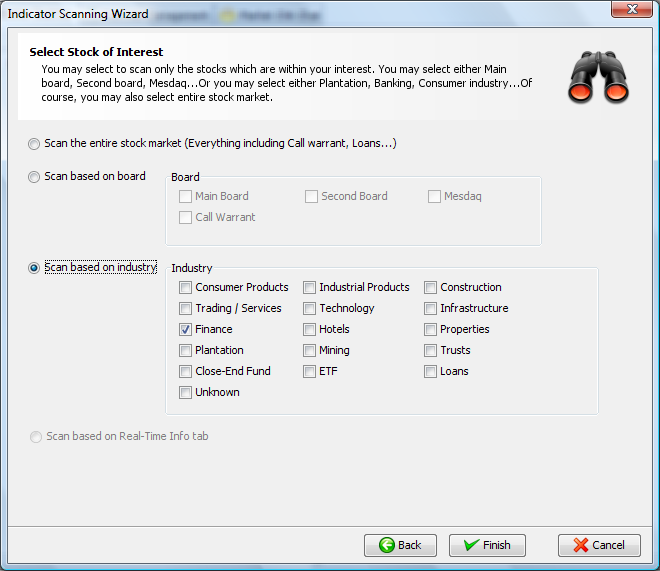 Indicator Scanning Wizard
Select Stock of Interest
You may select to scan only the stocks which are within your interest. You may select either Main
board, Second board, Mesdaq...Or you may select either Plantation, Banking, Consumer industry...Of
course, you may also select entire stock market.
Scan the entire stock market (Everything including Call warrant, Loans...)
Scan based on board
Board
Main Board Second Board Mesdaq
Call Warrant
Scan based on industry
Industry
Consumer Products Industrial Products Construction
Trading / Services Technology Infrastructure
Finance Hotels Properties
Plantation Mining Trusts
Close-End Fund ETF Loans
Unknown
Scan based on Real-Time Info tab
Back Finish Cancel